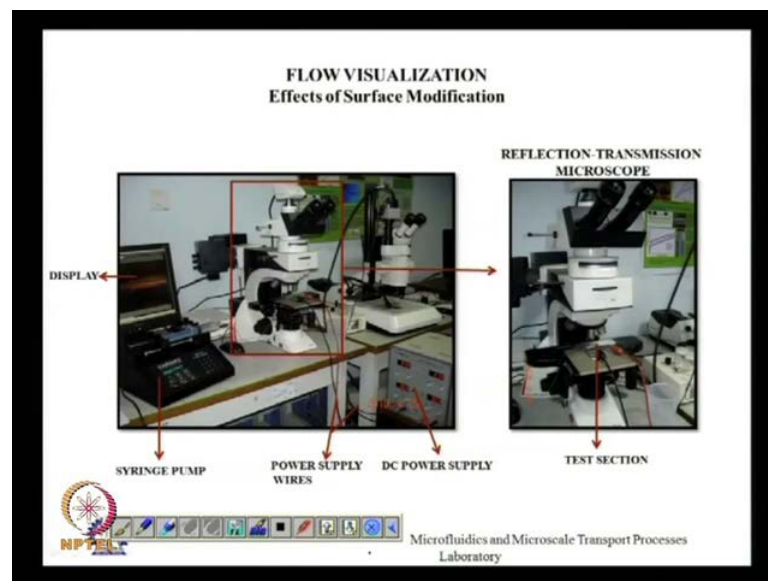 FLOW VISUALIZATION
Effects of Surface Modification
REFLECTION-TRANSMISSION
MICROSCOPE
DISPLAY
SYRINGE PUMP
POWER SUPPLY
WIRES
DC POWER SUPPLY
TEST SECTION
NPTEL
Microfluidics and Microscale Transport Processes
Laboratory